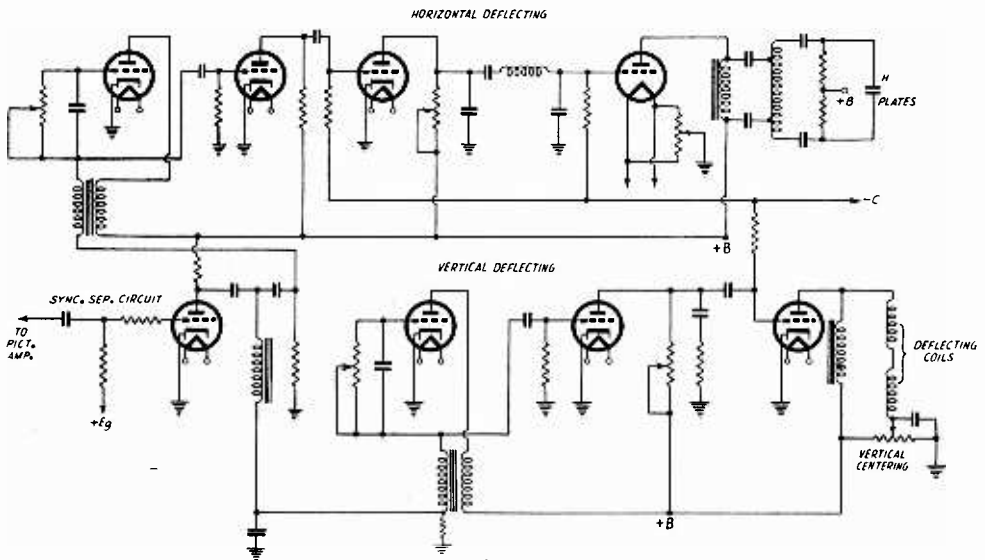 HORIZONTAL DEFLECTING
H
PLATES
+B
-C
+B
VERTICAL DEFLECTING
SYNC. SEP. CIRCUIT
TO
PICT.
AMP.
+Eg
DEFLECTING
COILS
VERTICAL
CENTERING
+B